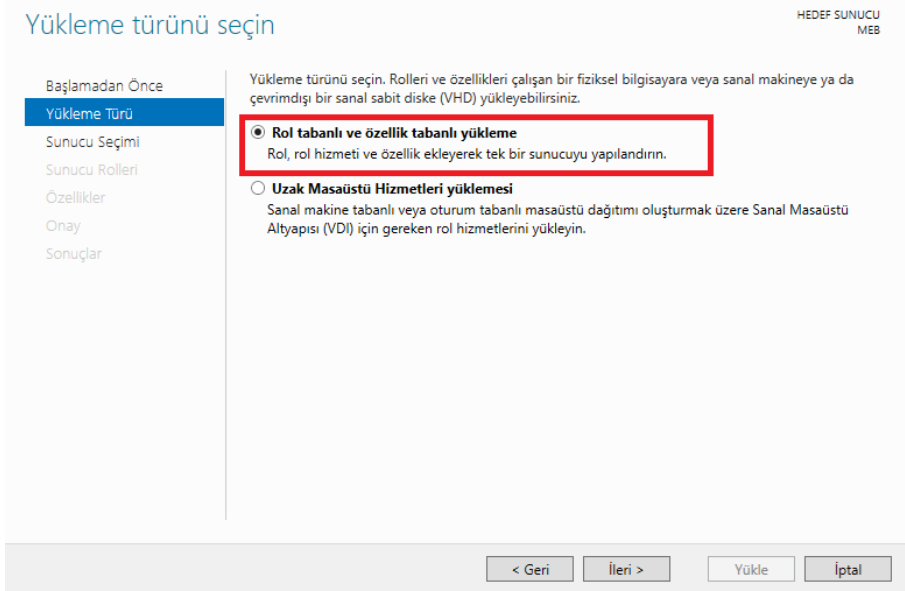 Yükleme türünü seçin
HEDEF SUNUCU
MEB
Başlamadan Önce
Yükleme Türü
Sunucu Seçimi
Sunucu Rolleri
Özellikler
Onay
Sonuçlar
Yükleme türünü seçin. Rolleri ve özellikleri çalışan bir fiziksel bilgisayara veya sanal makineye ya da
çevrimdışı bir sanal sabit diske (VHD) yükleyebilirsiniz.
Rol tabanlı ve özellik tabanlı yükleme
Rol, rol hizmeti ve özellik ekleyerek tek bir sunucuyu yapılandırın.
Uzak Masaüstü Hizmetleri yüklemesi
Sanal makine tabanlı veya oturum tabanlı masaüstü dağıtımı oluşturmak üzere Sanal Masaüstü
Altyapısı (VDI) için gereken rol hizmetlerini yükleyin.
< Geri
İleri >
Yükle
İptal